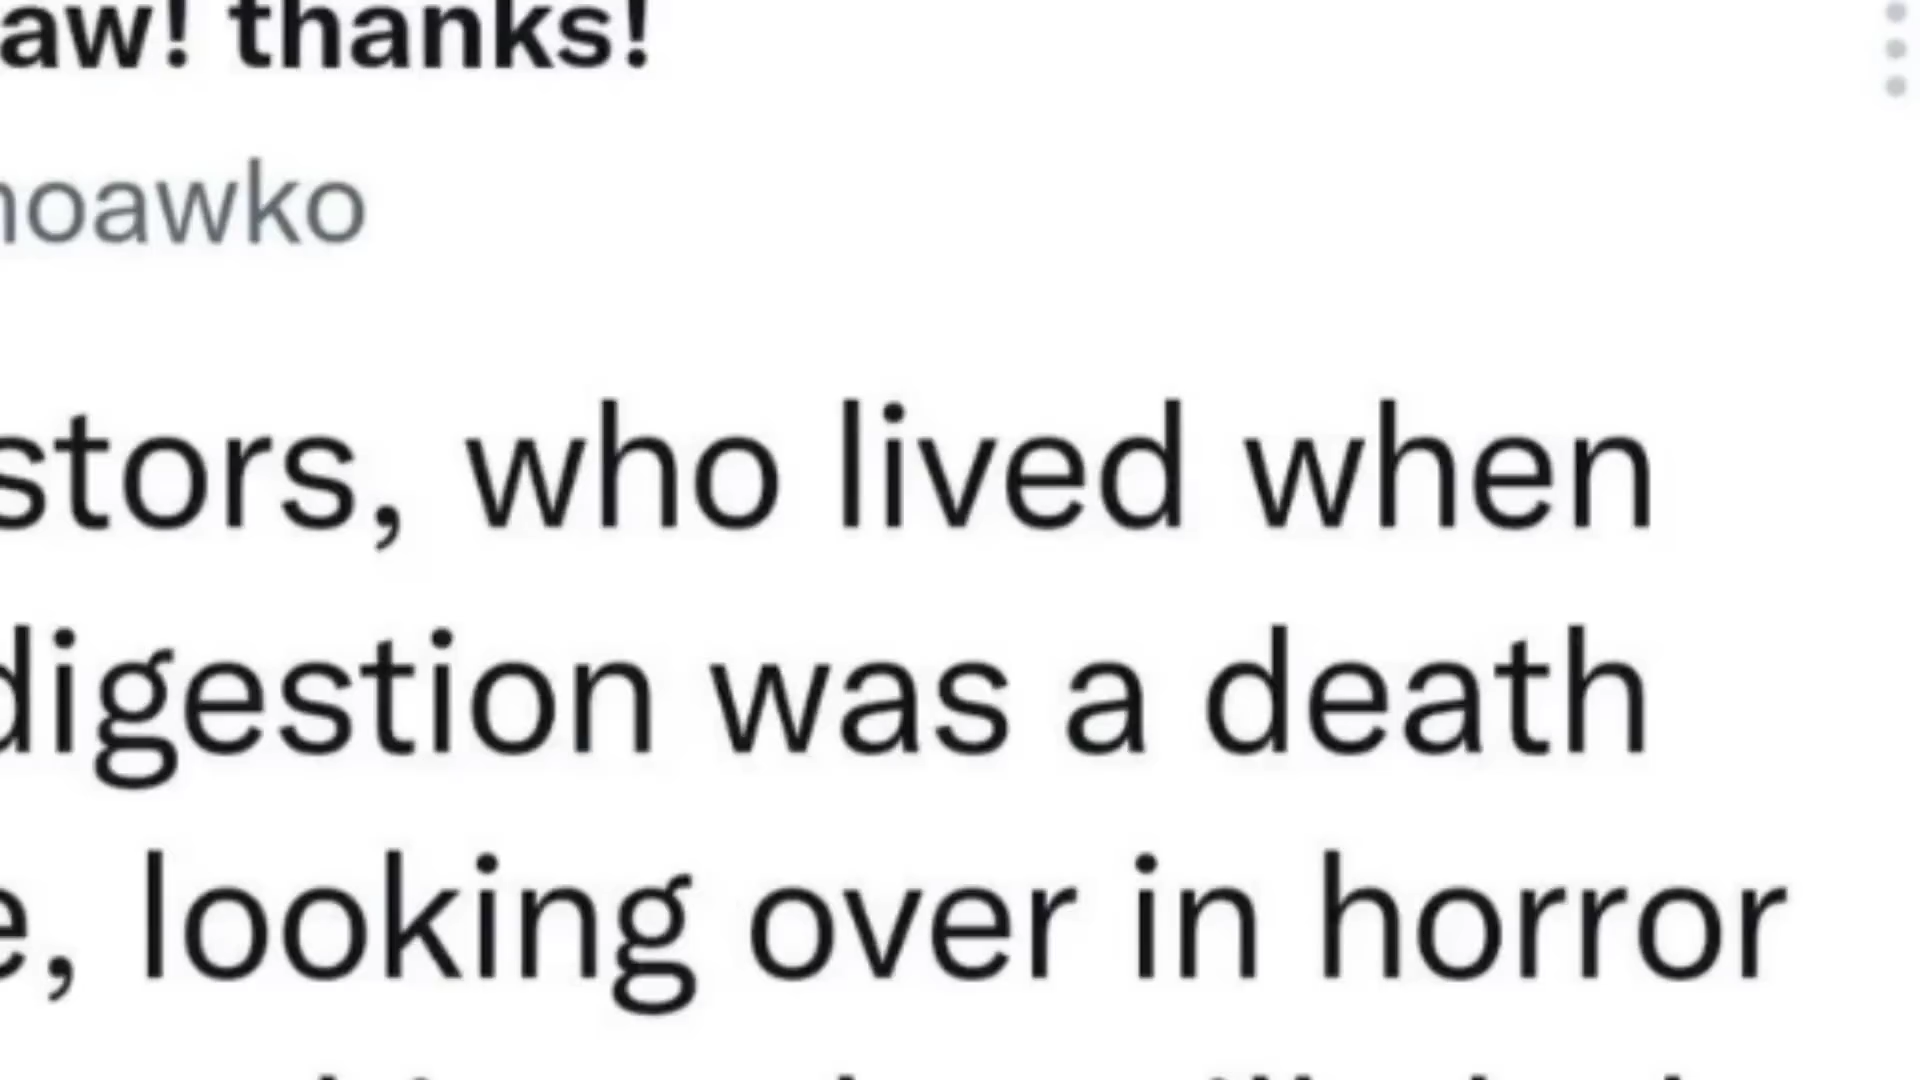 aw! thanks!
noawko
stors, who lived when
digestion was a death
e, looking over in horror